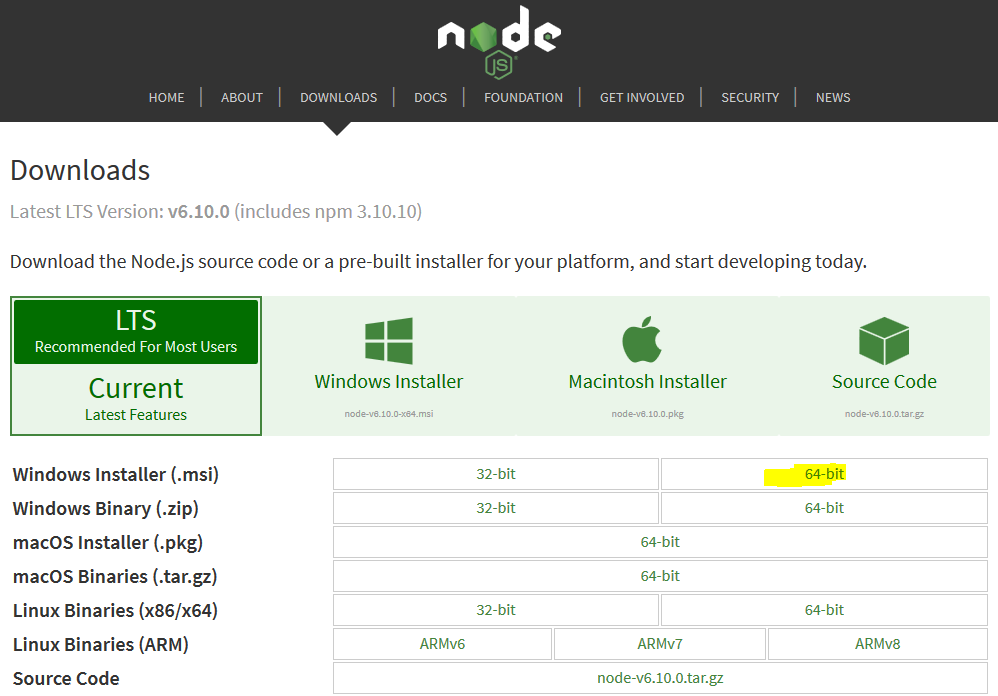 node
JS
HOME ABOUT DOWNLOADS DOCS FOUNDATION GET INVOLVED SECURITY NEWS
Downloads
Latest LTS Version: v6.10.0 (includes npm 3.10.10)
Download the Node.js source code or a pre-built installer for your platform, and start developing today.
LTS
Recommended For Most Users
Current
Latest Features
Windows Installer
node-v6.10.0-x64.msi
Macintosh Installer
node-v6.10.0.pkg
Source Code
node-v6.10.0.tar.gz
Windows Installer (.msi) 32-bit 64-bit
Windows Binary (.zip) 32-bit 64-bit
macOS Installer (.pkg) 64-bit
macOS Binaries (.tar.gz) 64-bit
Linux Binaries (x86/x64) 32-bit 64-bit
Linux Binaries (ARM) ARMv6 ARMv7 ARMv8
Source Code node-v6.10.0.tar.gz